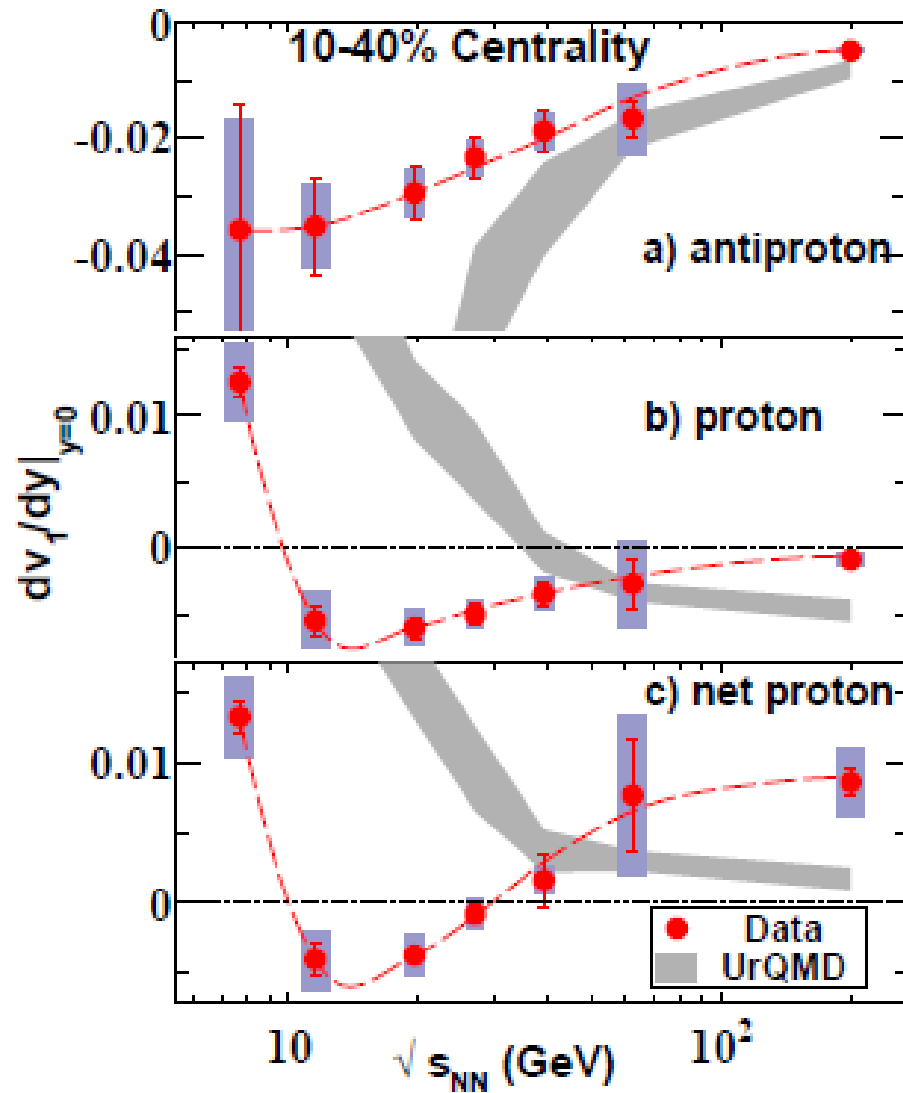 0
10-40% Centrality
-0.02
-0.04
a) antiproton
0.01
b) proton
0
dv₁/dy|y=0
c) net proton
0.01
0
Data
UrQMD
10
10²
√ sNN (GeV)